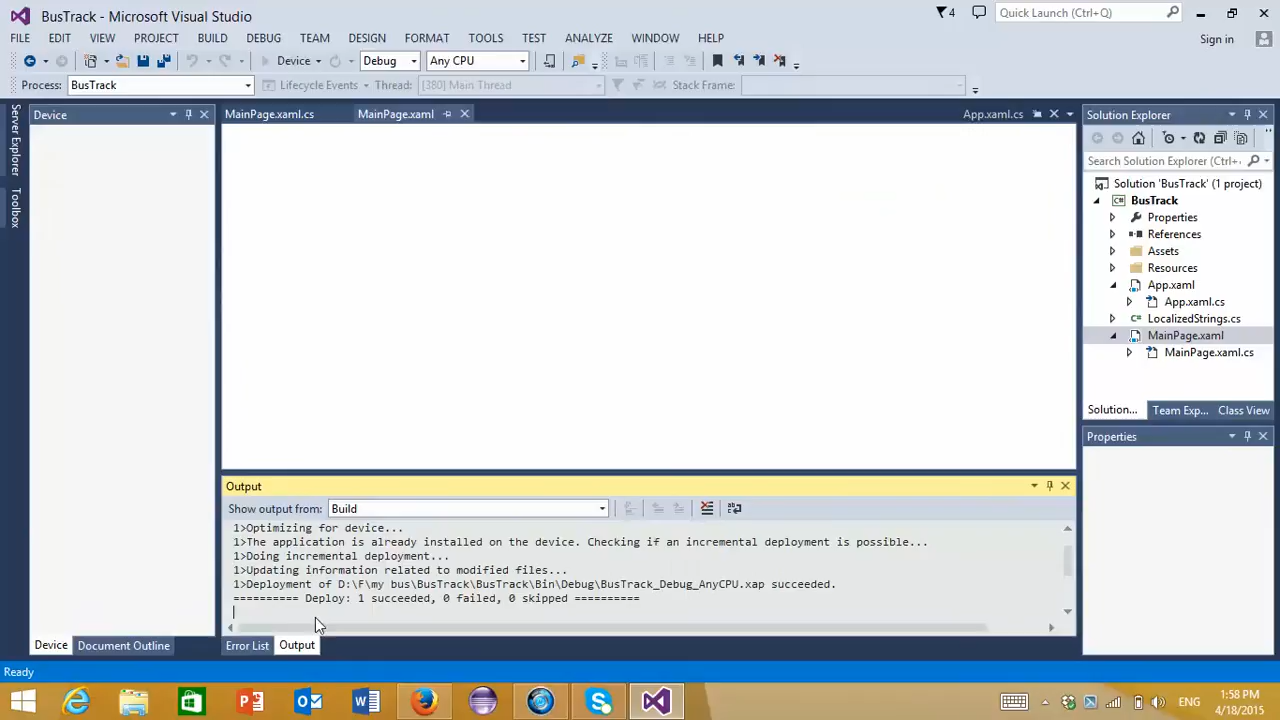 BusTrack - Microsoft Visual Studio
4
Quick Launch (Ctrl+Q)
FILE EDIT VIEW PROJECT BUILD DEBUG TEAM DESIGN FORMAT TOOLS TEST ANALYZE WINDOW HELP
Sign in
Device Debug Any CPU
Process: BusTrack Lifecycle Events Thread: [380] Main Thread Stack Frame:
Server Explorer
Toolbox
Device
MainPage.xaml.cs MainPage.xaml App.xaml.cs
Solution Explorer
Search Solution Explorer (Ctrl+
Solution 'BusTrack' (1 project)
BusTrack
Properties
References
Assets
Resources
App.xaml
App.xaml.cs
LocalizedStrings.cs
MainPage.xaml
MainPage.xaml.cs
Solution... Team Exp... Class View
Properties
Output
Show output from: Build
1>Optimizing for device...
1>The application is already installed on the device. Checking if an incremental deployment is possible...
1>Doing incremental deployment...
1>Updating information related to modified files...
1>Deployment of D:\F\my bus\BusTrack\BusTrack\Bin\Debug\BusTrack_Debug_AnyCPU.xap succeeded.
========== Deploy: 1 succeeded, 0 failed, 0 skipped ==========
Device Document Outline Error List Output
Ready
ENG
1:58 PM
4/18/2015